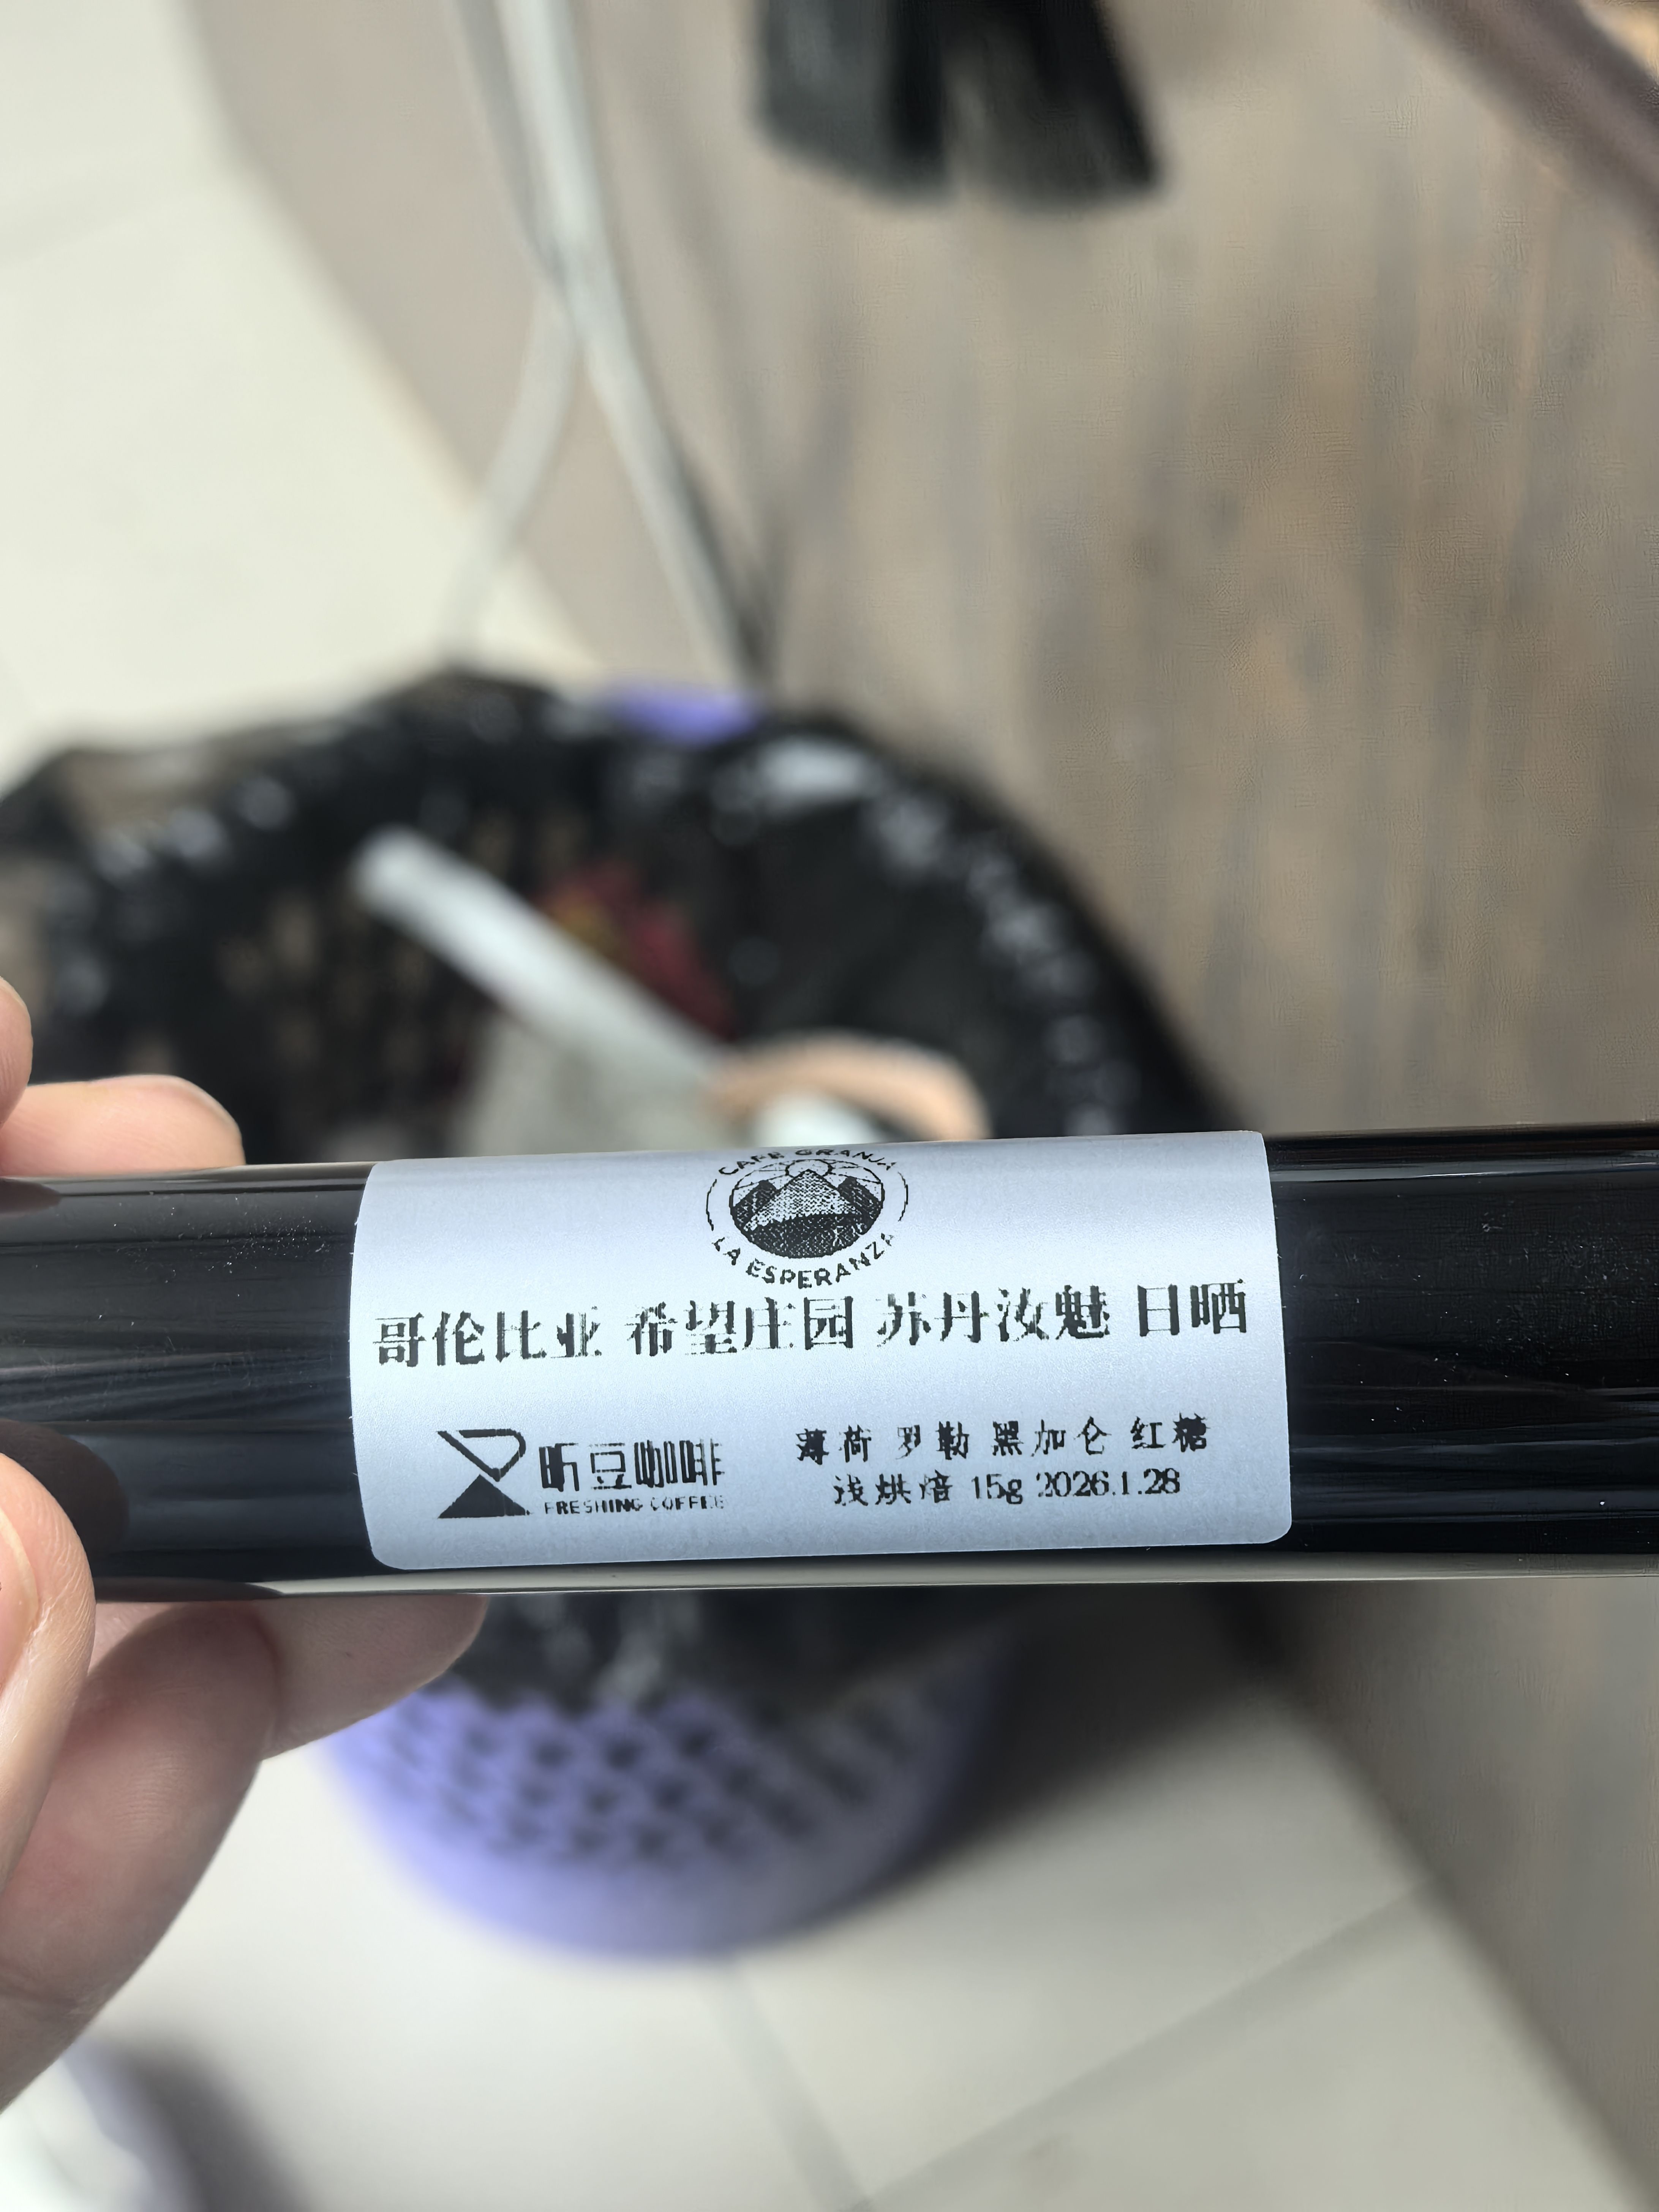 CAFE GRANJA
LA ESPERANZA
哥伦比亚 希望庄园 苏丹汝魅 日晒
昕豆咖啡
FRESHING COFFEE
薄荷 罗勒 黑加仑 红糖
浅烘焙 15g 2026.1.28